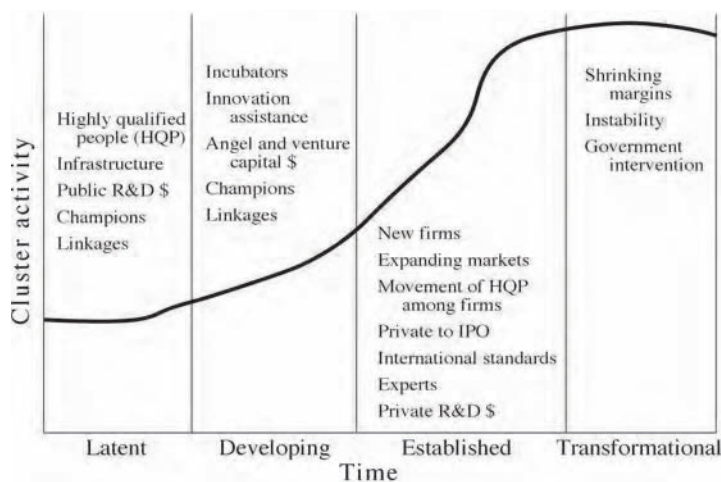 Cluster activity
Highly qualified
people (HQP)
Infrastructure
Public R&D $
Champions
Linkages
Incubators
Innovation
assistance
Angel and venture
capital $
Champions
Linkages
New firms
Expanding markets
Movement of HQP
among firms
Private to IPO
International standards
Experts
Private R&D $
Shrinking
margins
Instability
Government
intervention
Latent
Developing
Established
Transformational
Time